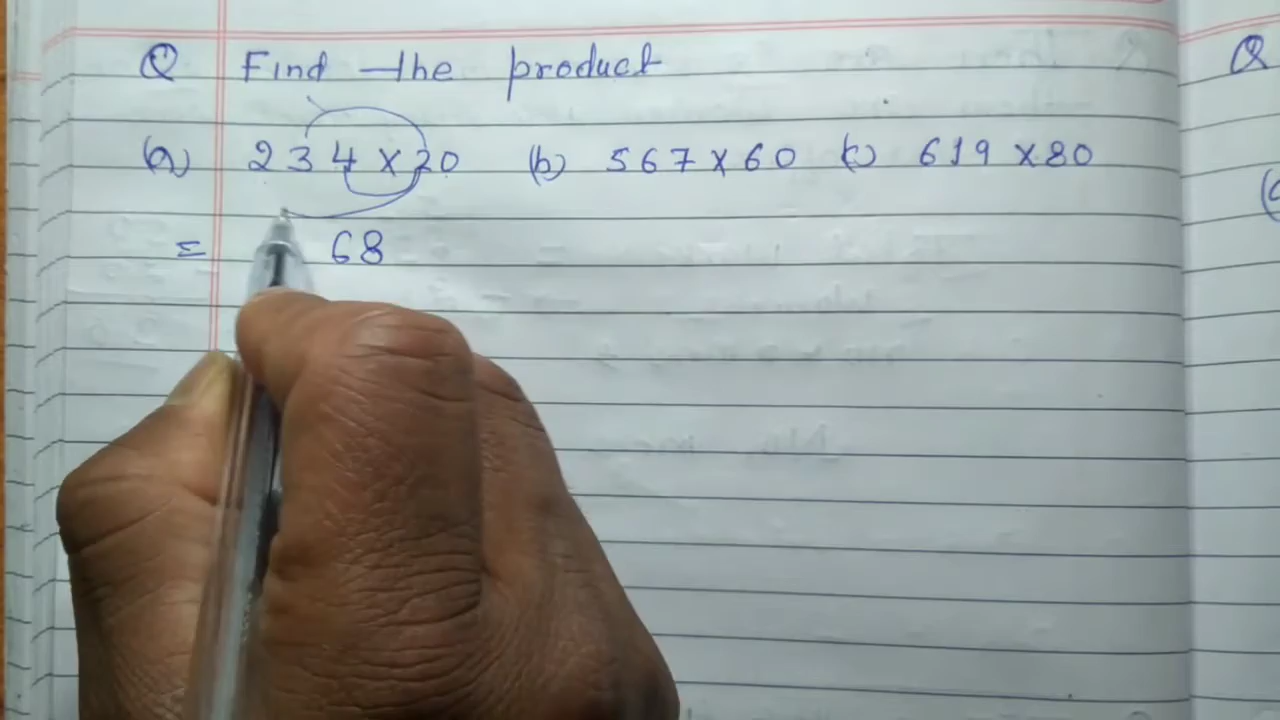 Q Find the product Q
(a) 234 × 20 (b) 567 × 60 (c) 619 × 80
= 68